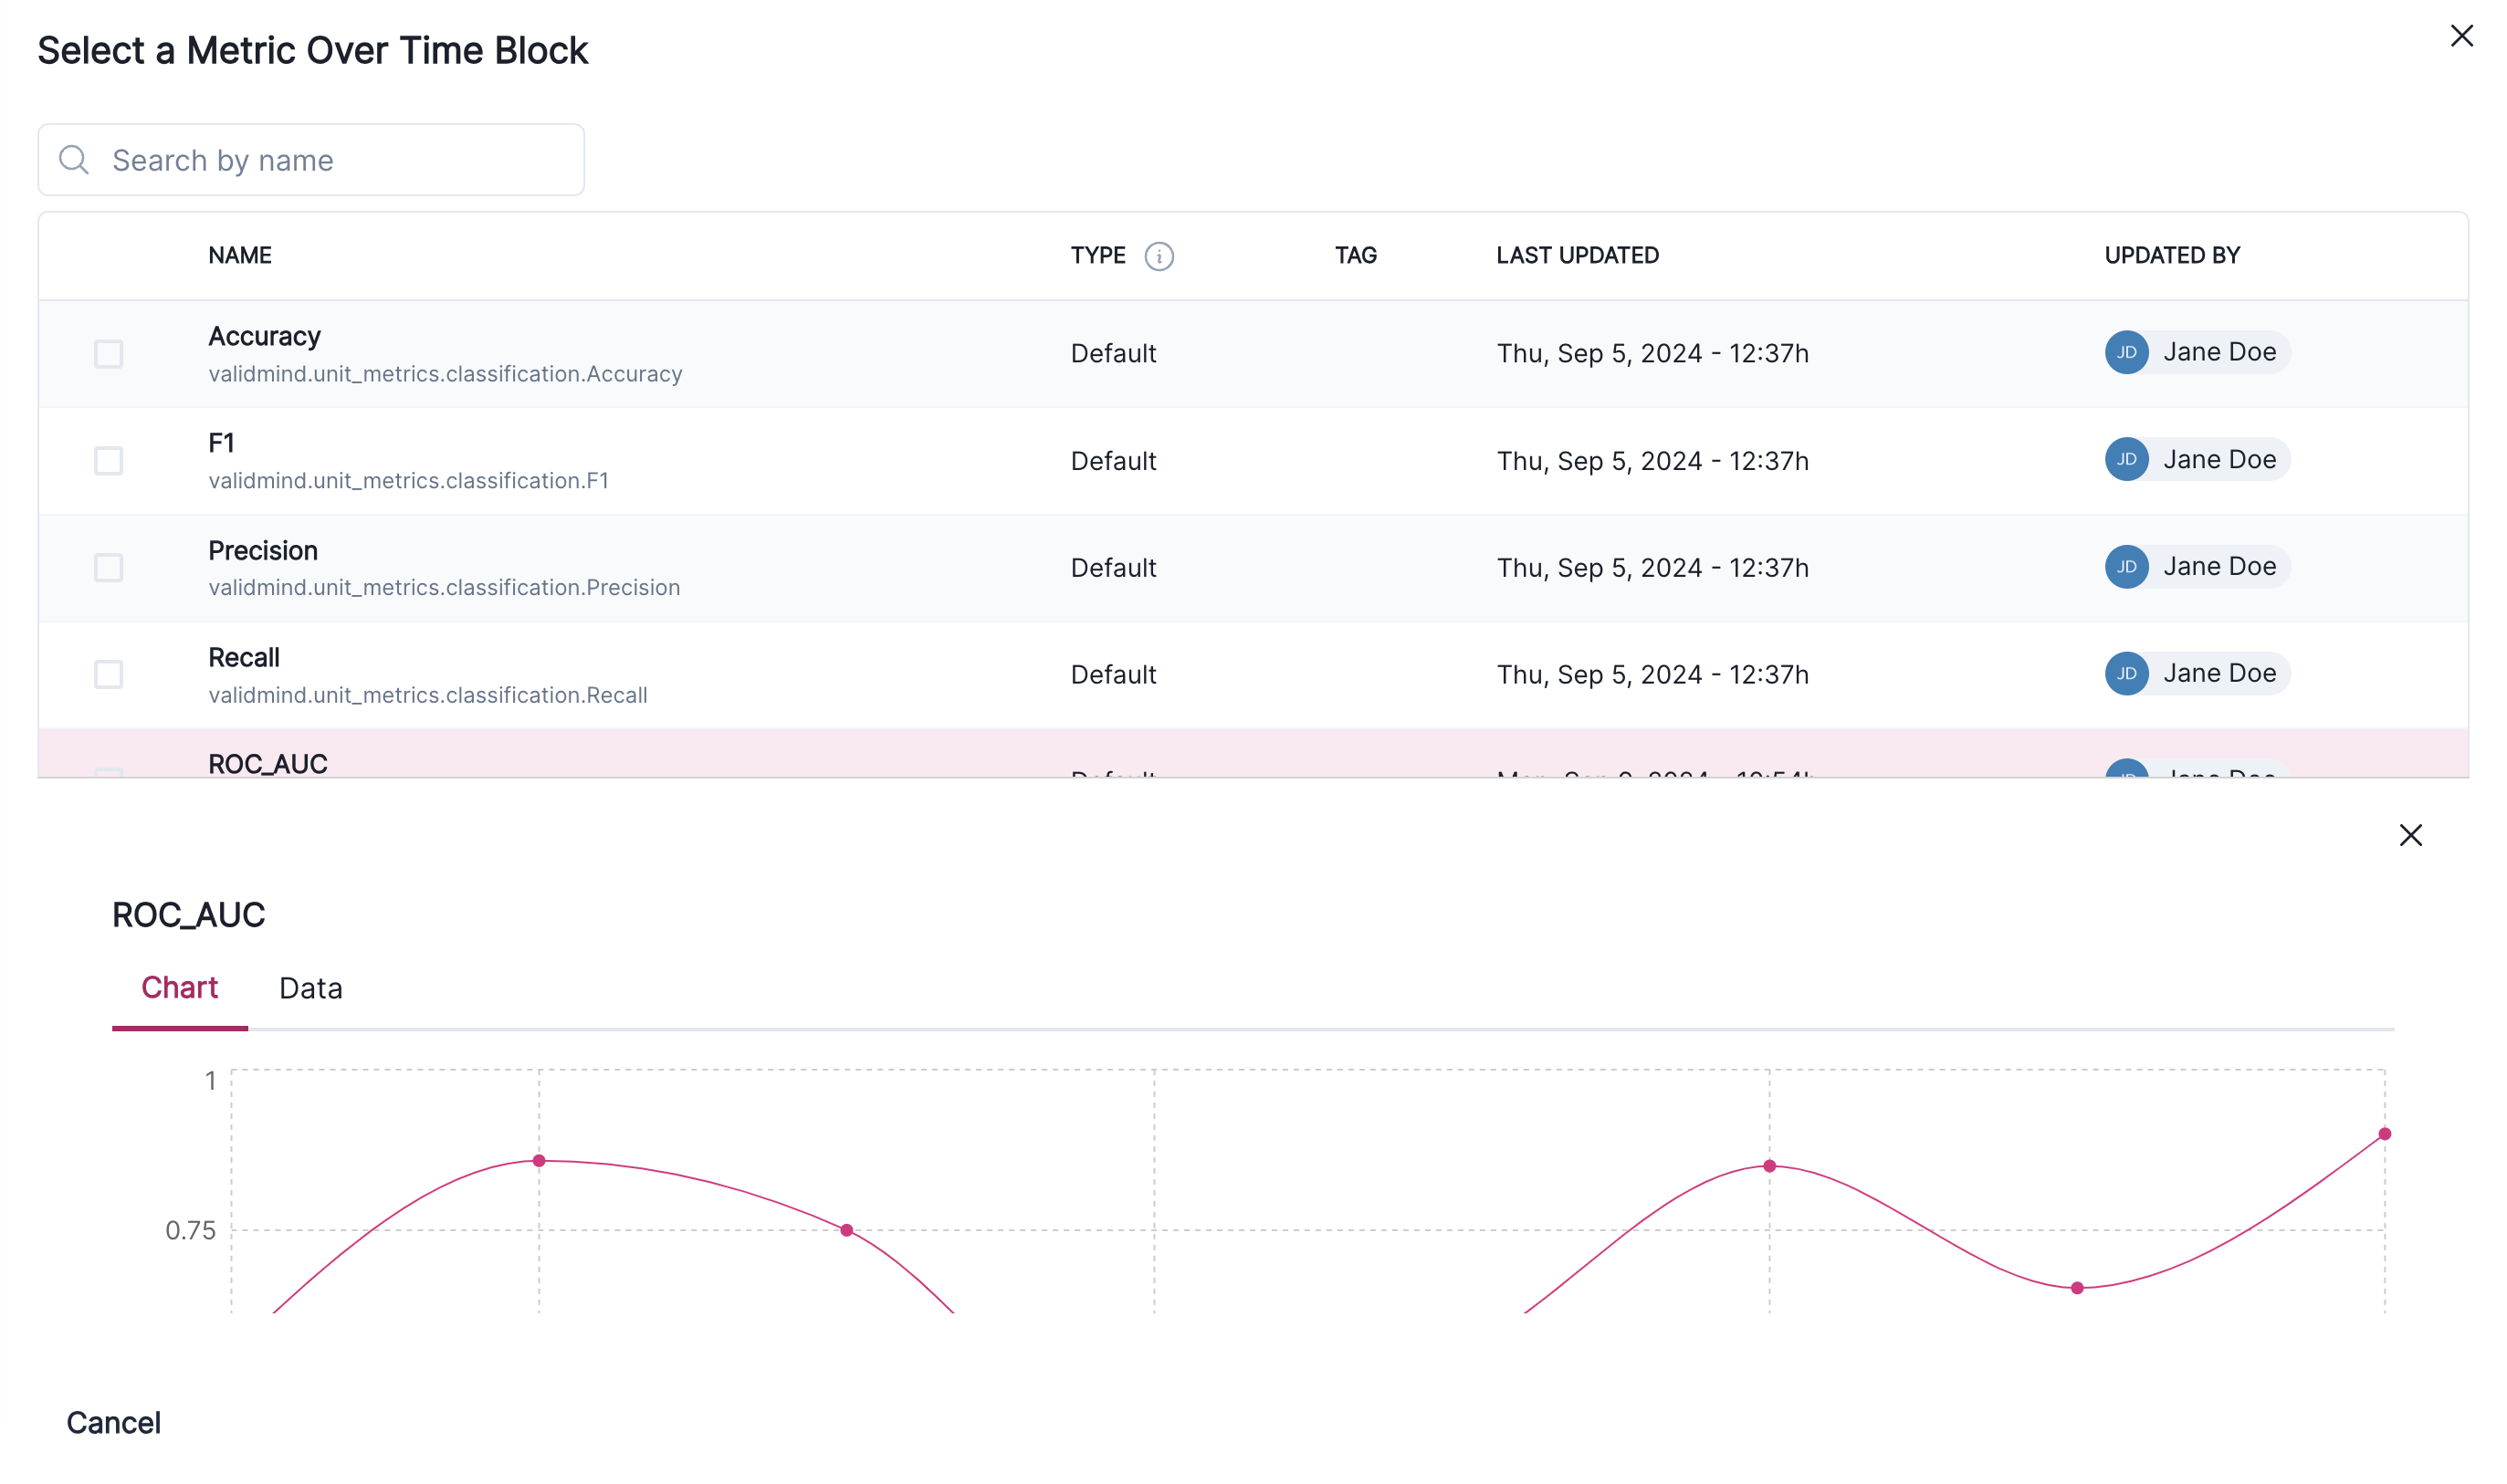 Select a Metric Over Time Block
Search by name
NAME TYPE TAG LAST UPDATED UPDATED BY
Accuracy
validmind.unit_metrics.classification.Accuracy
Default Thu, Sep 5, 2024 - 12:37h JD Jane Doe
F1
validmind.unit_metrics.classification.F1
Default Thu, Sep 5, 2024 - 12:37h JD Jane Doe
Precision
validmind.unit_metrics.classification.Precision
Default Thu, Sep 5, 2024 - 12:37h JD Jane Doe
Recall
validmind.unit_metrics.classification.Recall
Default Thu, Sep 5, 2024 - 12:37h JD Jane Doe
ROC_AUC
Default JD Jane Doe
ROC_AUC
Chart Data
1
0.75
Cancel